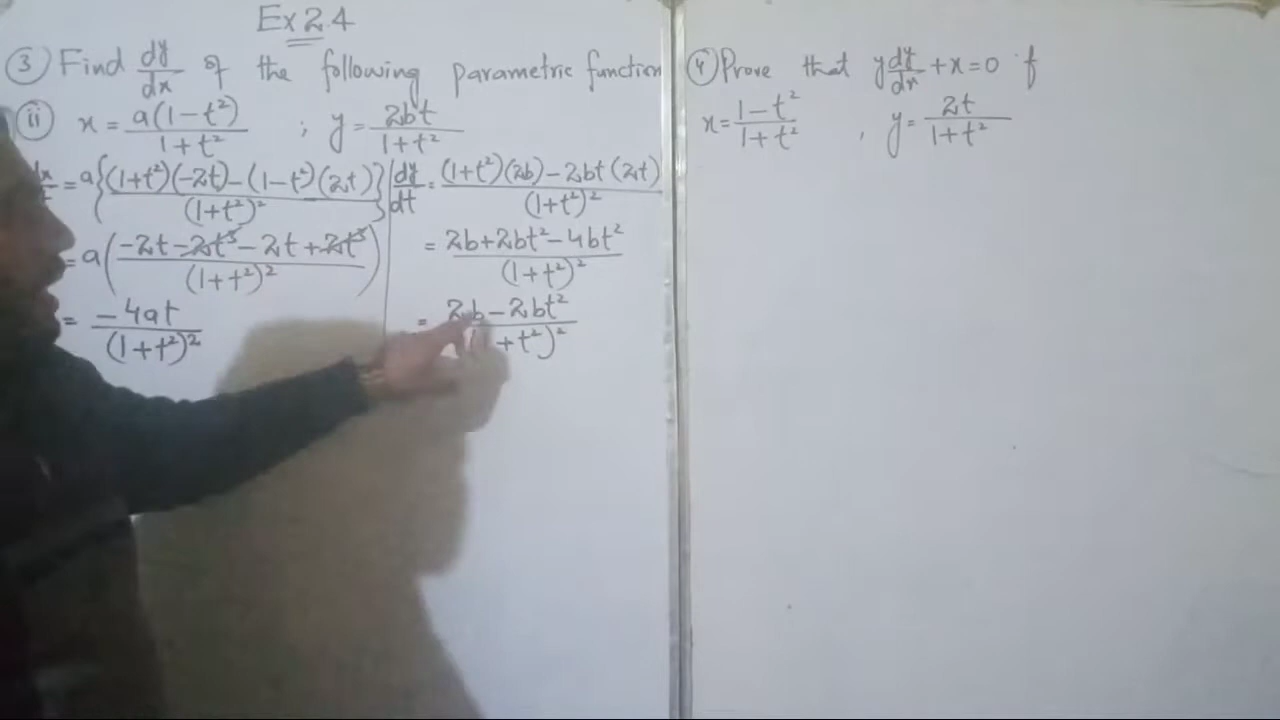 Ex 2.4
③ Find dy/dx of the following parametric function
ⓘⓘ x = a(1-t²)/(1+t²) ; y = 2bt/(1+t²)
= a{((1+t²)(-2t)-(1-t²)(2t))/(1+t²)²}
= a((-2t-2t³-2t+2t³)/(1+t²)²)
= -4at/(1+t²)²
dy/dt = ((1+t²)(2b)-2bt(2t))/(1+t²)²
= (2b+2bt²-4bt²)/(1+t²)²
= (2b-2bt²)/(1+t²)²
④ Prove that y dy/dx + x = 0 if
x = (1-t²)/(1+t²) , y = 2t/(1+t²)